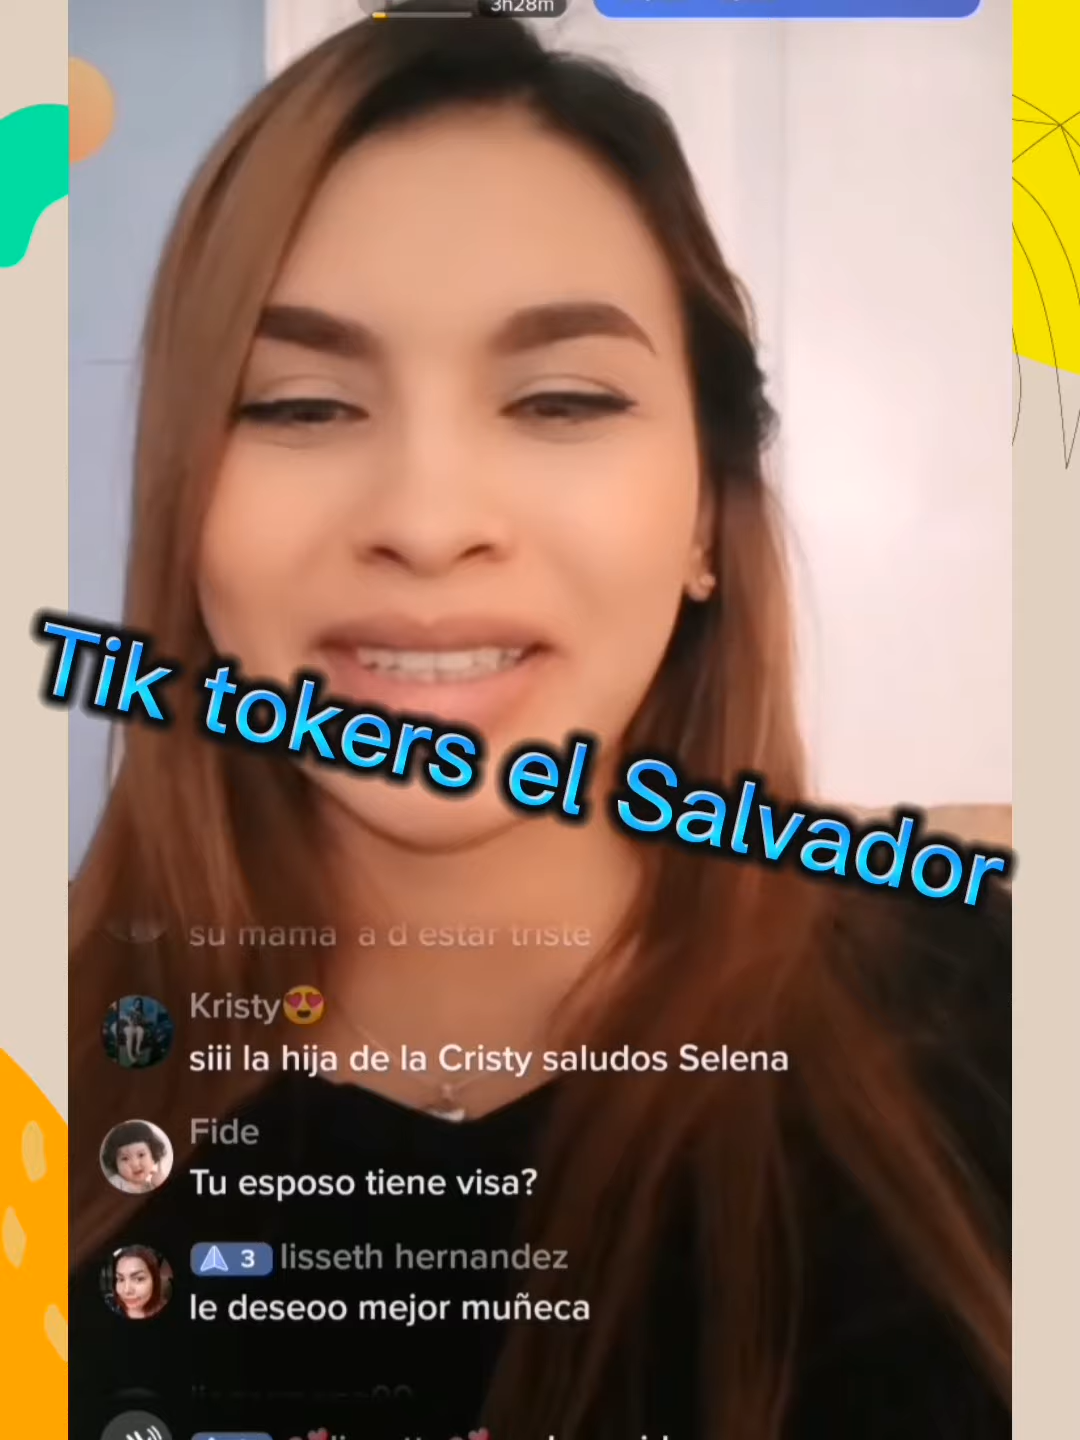 3h28m
Tik tokers el Salvador
su mama a d estar triste
Kristy😍
siii la hija de la Cristy saludos Selena
Fide
Tu esposo tiene visa?
3 lisseth hernandez
le deseoo mejor muñeca